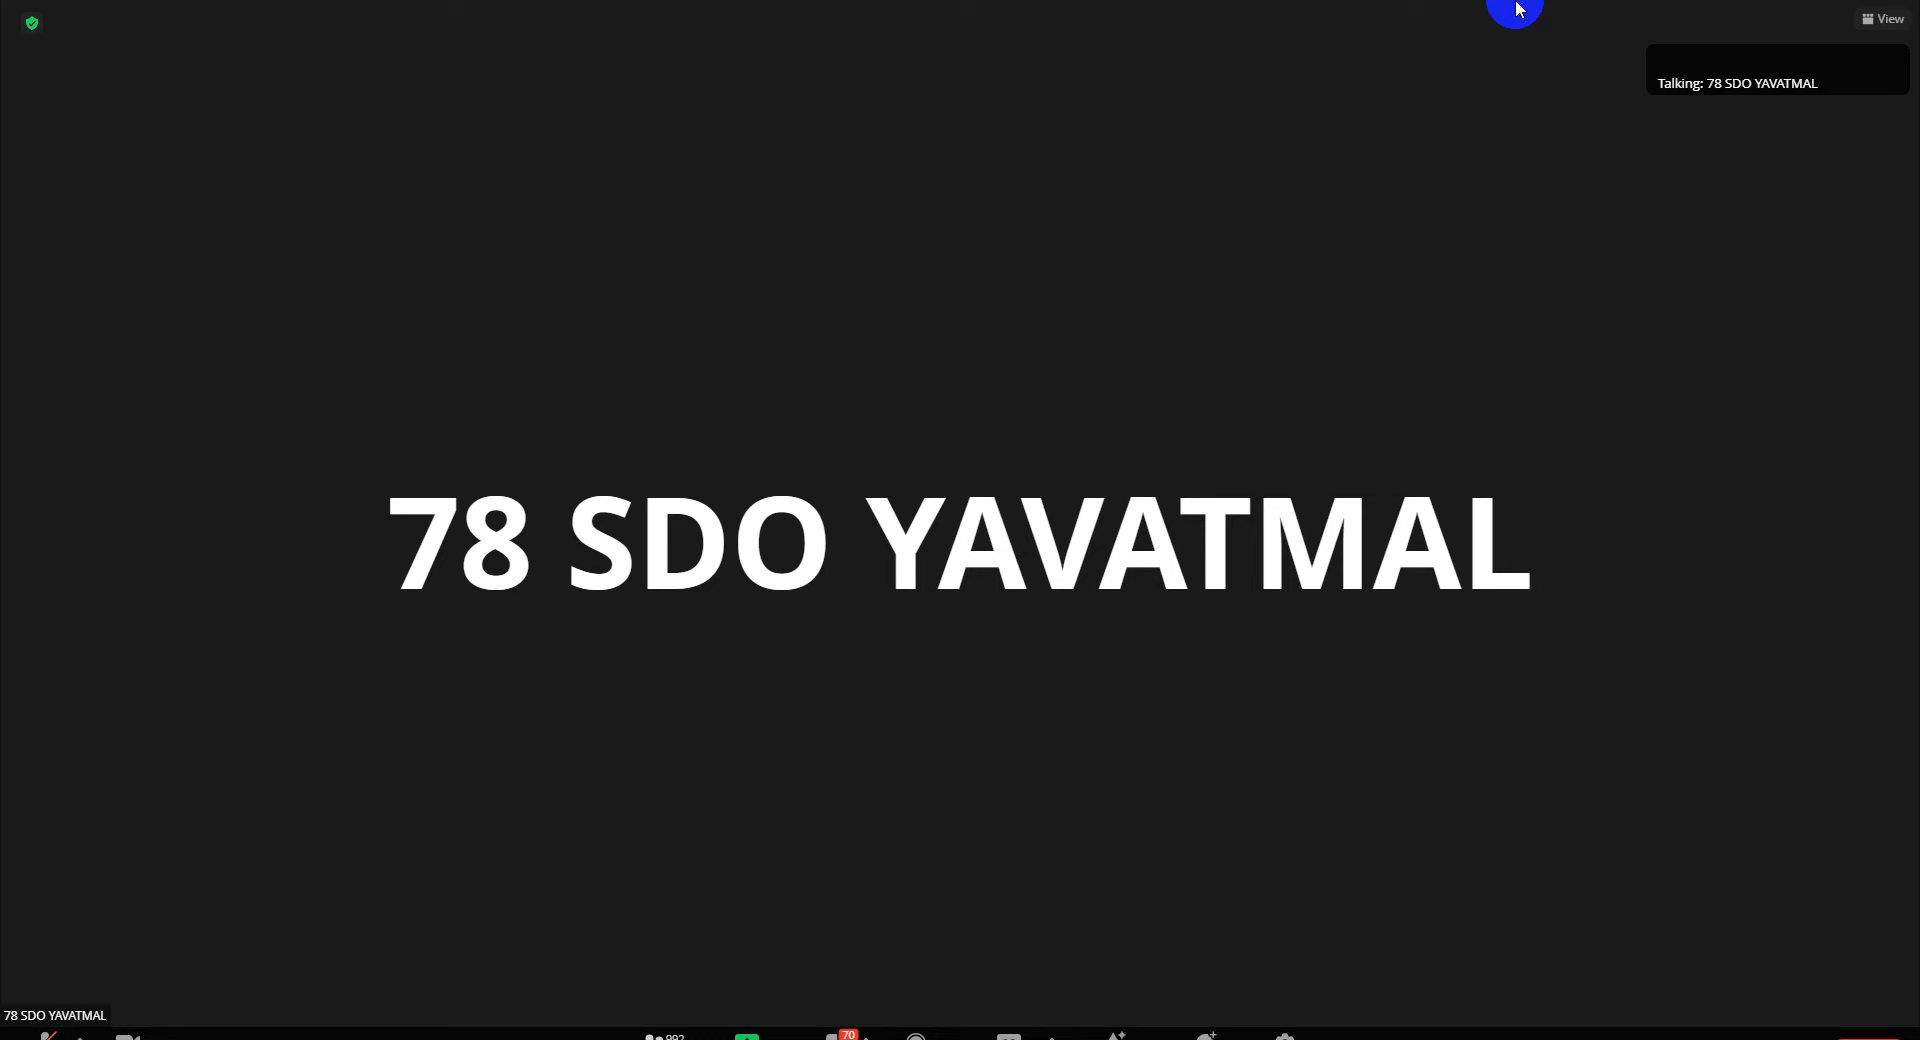 View
Talking: 78 SDO YAVATMAL
78 SDO YAVATMAL
78 SDO YAVATMAL
70